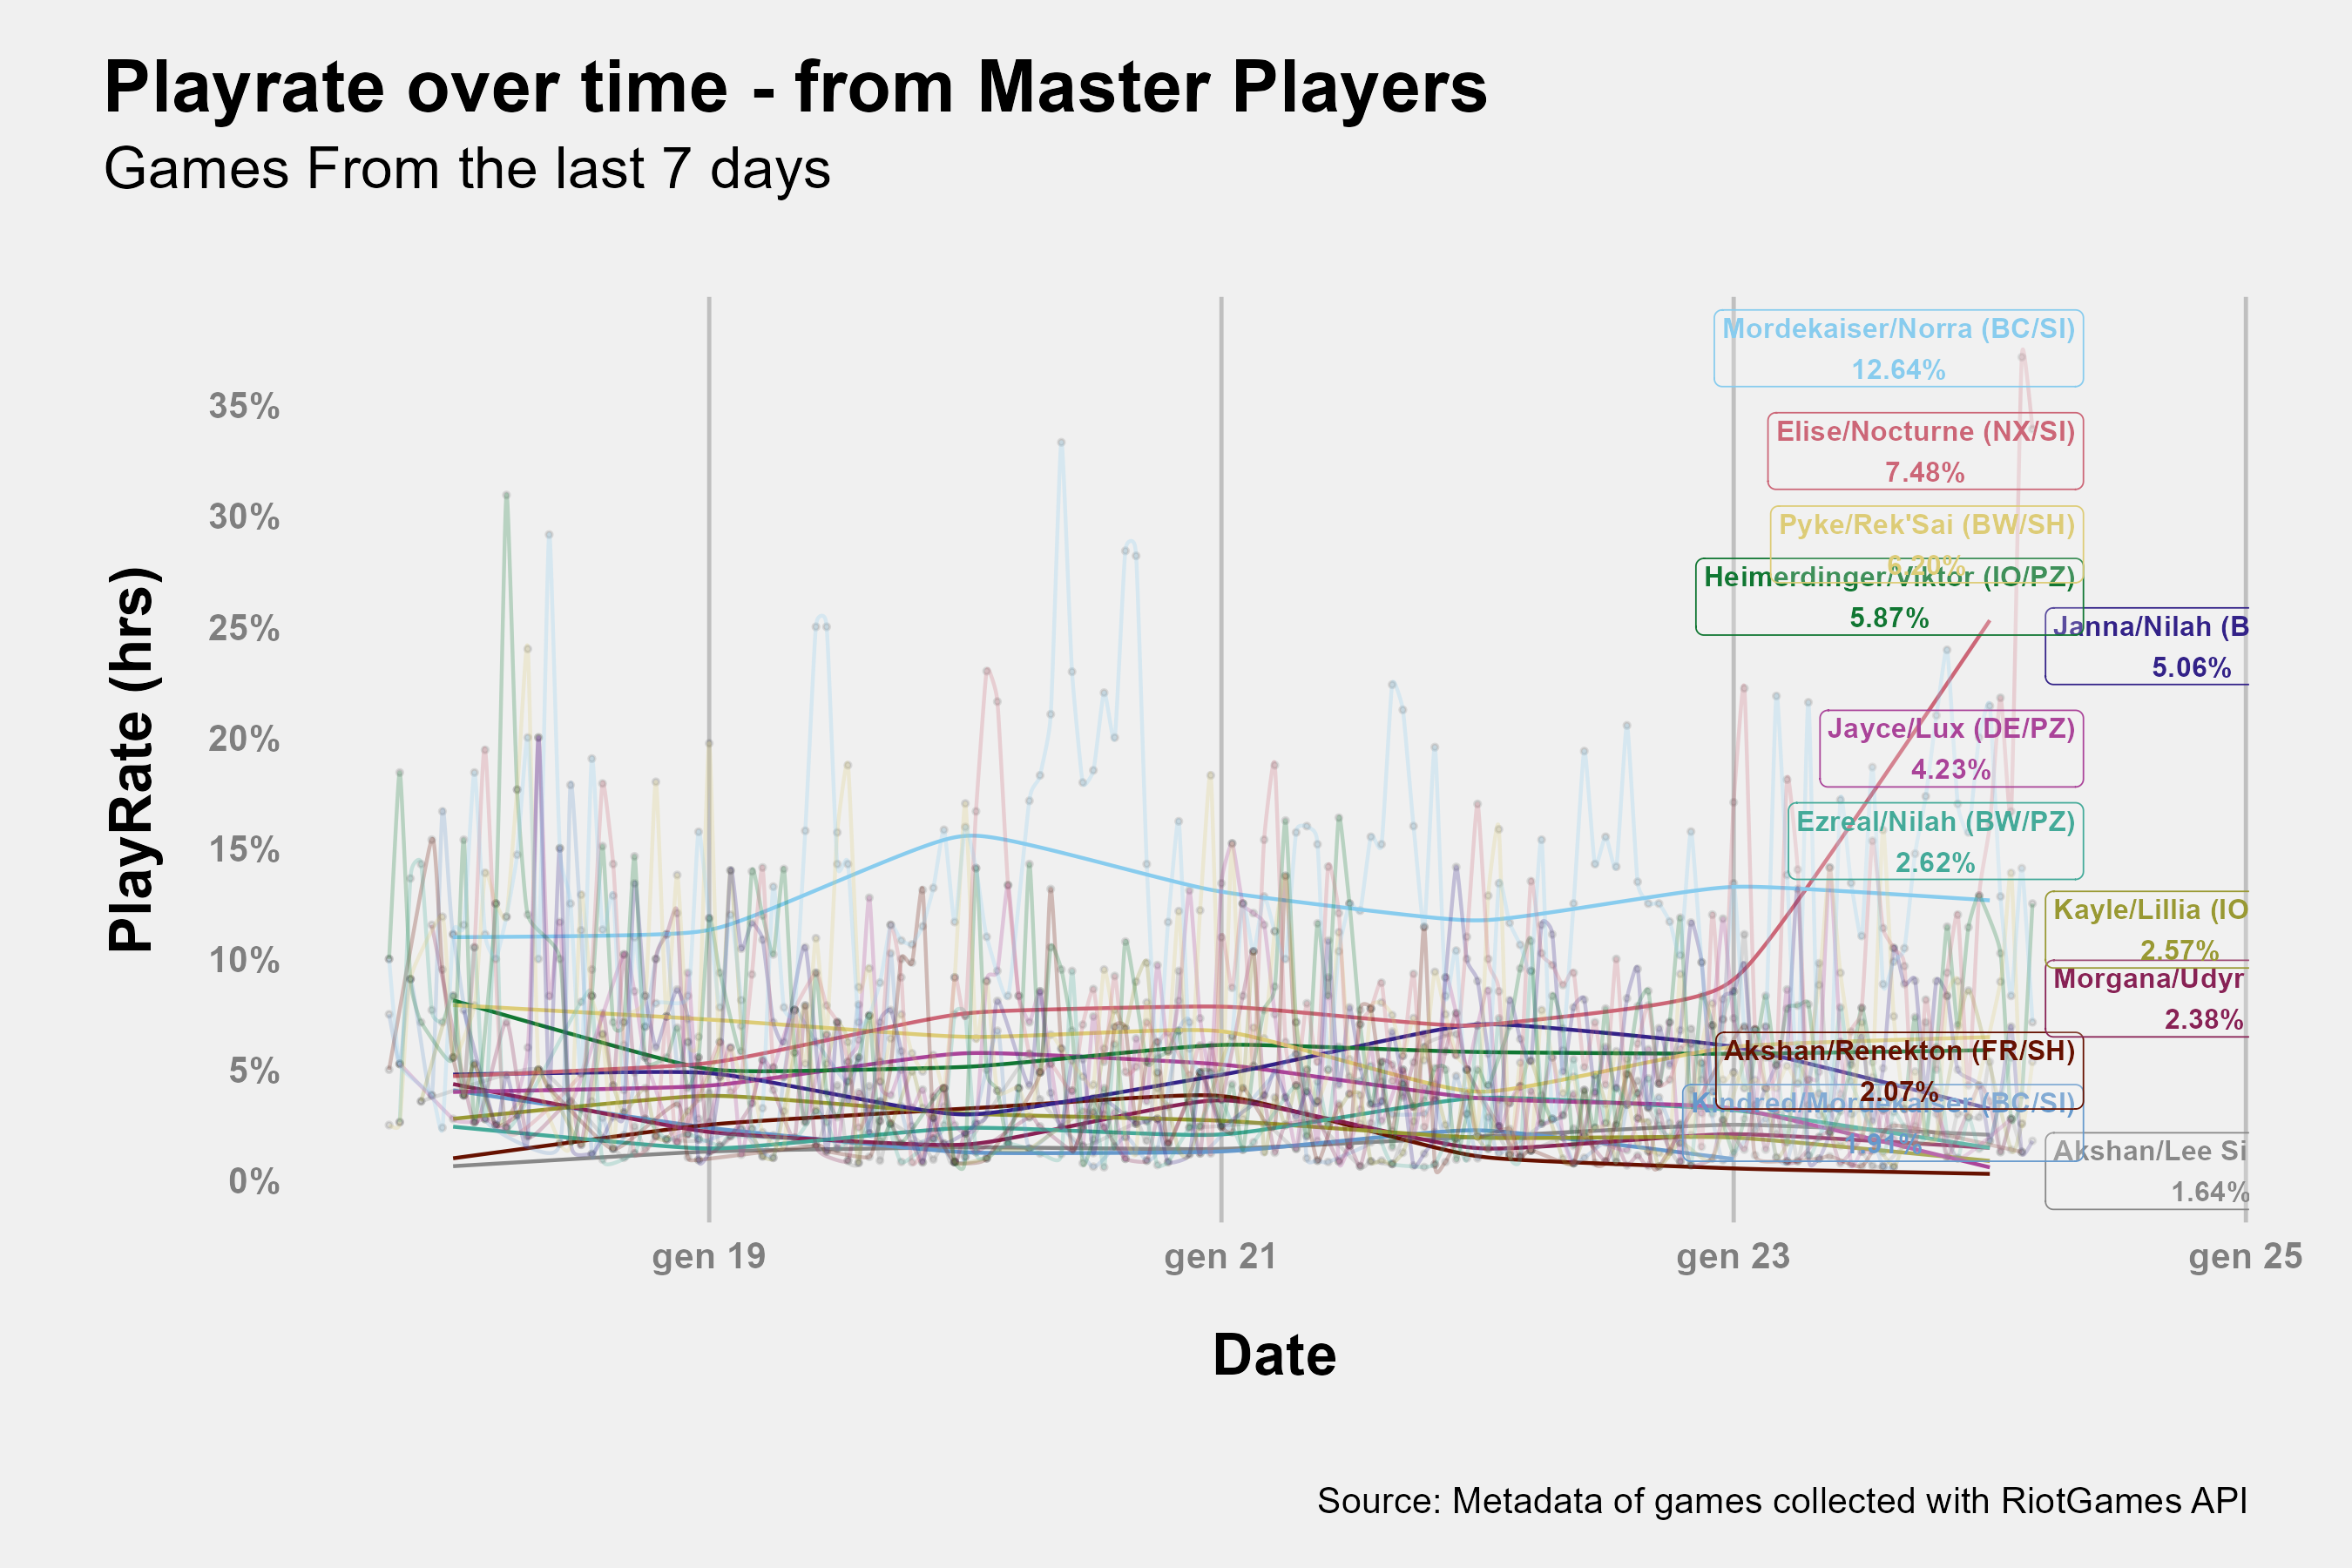 Playrate over time - from Master Players
Games From the last 7 days
PlayRate (hrs)
35%
30%
25%
20%
15%
10%
5%
0%
Mordekaiser/Norra (BC/SI)
12.64%
Elise/Nocturne (NX/SI)
7.48%
Pyke/Rek'Sai (BW/SH)
6.20%
Heimerdinger/Viktor (IO/PZ)
5.87%
Janna/Nilah (B
5.06%
Jayce/Lux (DE/PZ)
4.23%
Ezreal/Nilah (BW/PZ)
2.62%
Kayle/Lillia (IO
2.57%
Morgana/Udyr
2.38%
Akshan/Renekton (FR/SH)
2.07%
Kindred/Mordekaiser (BC/SI)
1.91%
Akshan/Lee Si
1.64%
gen 19
gen 21
gen 23
gen 25
Date
Source: Metadata of games collected with RiotGames API